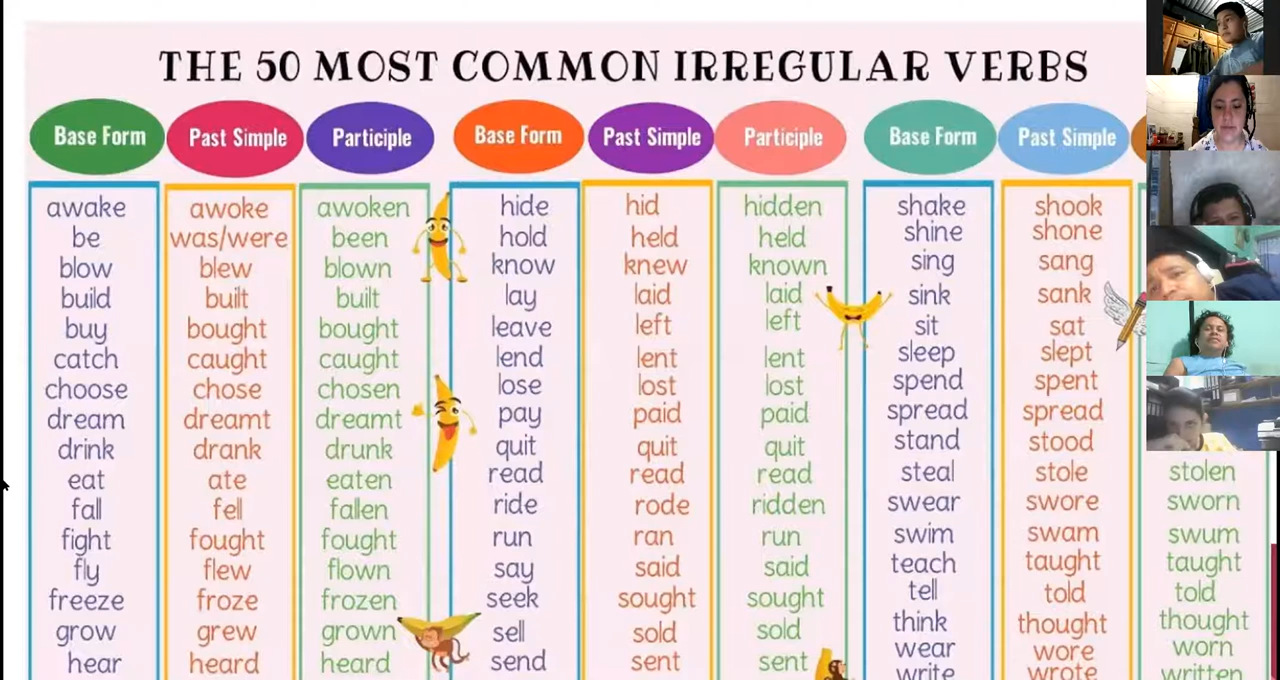 THE 50 MOST COMMON IRREGULAR VERBS
Base Form Past Simple Participle Base Form Past Simple Participle Base Form Past Simple
awake awoke awoken hide hid hidden shake shook
be was/were been hold held held shine shone
blow blew blown know knew known sing sang
build built built lay laid laid sink sank
buy bought bought leave left left sit sat
catch caught caught lend lent lent sleep slept
choose chose chosen lose lost lost spend spent
dream dreamt dreamt pay paid paid spread spread
drink drank drunk quit quit quit stand stood
eat ate eaten read read read steal stole stolen
fall fell fallen ride rode ridden swear swore sworn
fight fought fought run ran run swim swam swum
fly flew flown say said said teach taught taught
freeze froze frozen seek sought sought tell told told
grow grew grown sell sold sold think thought thought
hear heard heard send sent sent wear wore worn
write wrote written